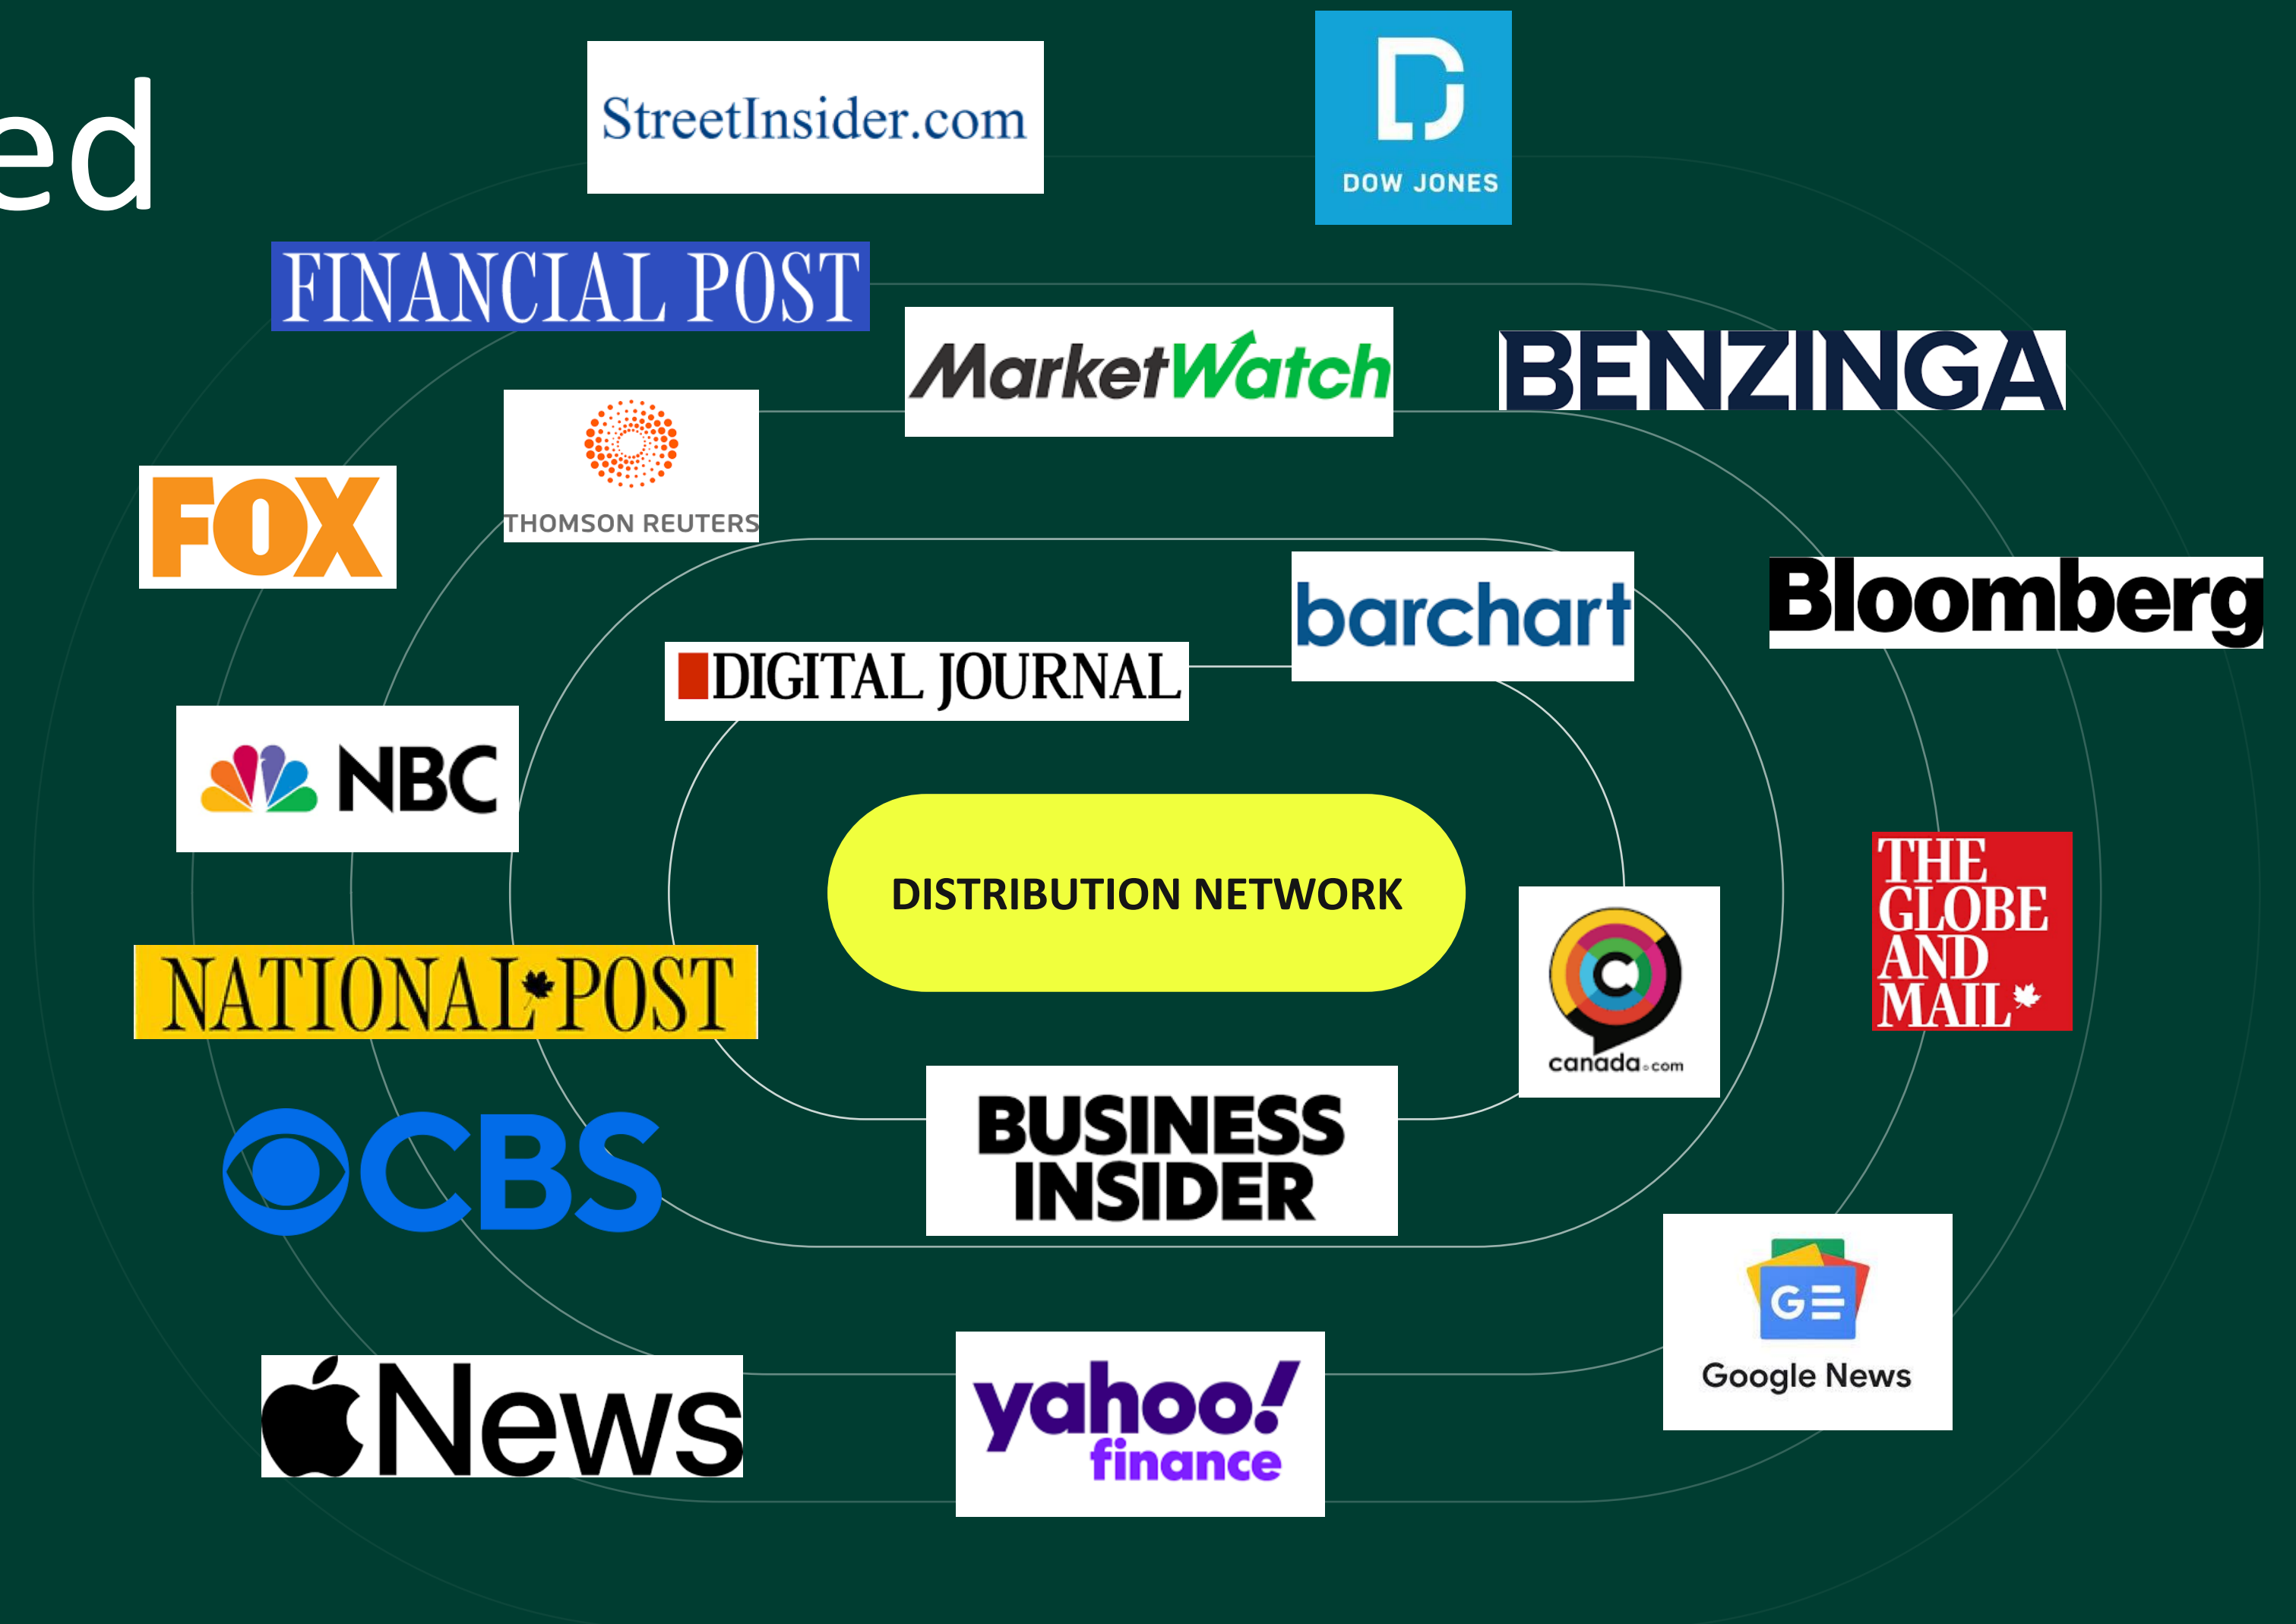 ed
StreetInsider.com
DOW JONES
FINANCIAL POST
MarketWatch
BENZINGA
THOMSON REUTERS
FOX
barchart
Bloomberg
DIGITAL JOURNAL
NBC
DISTRIBUTION NETWORK
THE
GLOBE
AND
MAIL
NATIONAL POST
C
canada.com
BUSINESS
INSIDER
CBS
G
Google News
News
yahoo!
finance